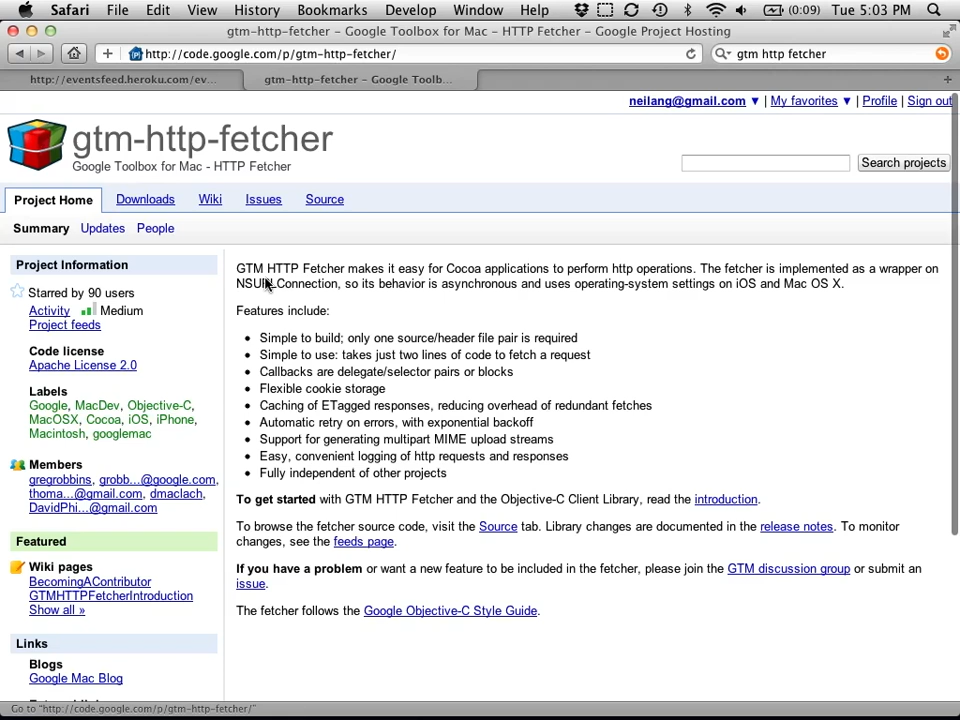 Safari File Edit View History Bookmarks Develop Window Help (0:09) Tue 5:03 PM
gtm-http-fetcher – Google Toolbox for Mac - HTTP Fetcher – Google Project Hosting
http://code.google.com/p/gtm-http-fetcher/ gtm http fetcher
http://eventsfeed.heroku.com/ev... gtm-http-fetcher – Google Toolb...
neilang@gmail.com ▼ | My favorites ▼ | Profile | Sign out
gtm-http-fetcher
Google Toolbox for Mac - HTTP Fetcher
Search projects
Project Home Downloads Wiki Issues Source
Summary Updates People
Project Information
Starred by 90 users
Activity Medium
Project feeds
Code license
Apache License 2.0
Labels
Google, MacDev, Objective-C,
MacOSX, Cocoa, iOS, iPhone,
Macintosh, googlemac
Members
gregrobbins, grobb...@google.com,
thoma...@gmail.com, dmaclach,
DavidPhi...@gmail.com
Featured
Wiki pages
BecomingAContributor
GTMHTTPFetcherIntroduction
Show all »
Links
Blogs
Google Mac Blog
GTM HTTP Fetcher makes it easy for Cocoa applications to perform http operations. The fetcher is implemented as a wrapper on
NSURLConnection, so its behavior is asynchronous and uses operating-system settings on iOS and Mac OS X.
Features include:
• Simple to build; only one source/header file pair is required
• Simple to use: takes just two lines of code to fetch a request
• Callbacks are delegate/selector pairs or blocks
• Flexible cookie storage
• Caching of ETagged responses, reducing overhead of redundant fetches
• Automatic retry on errors, with exponential backoff
• Support for generating multipart MIME upload streams
• Easy, convenient logging of http requests and responses
• Fully independent of other projects
To get started with GTM HTTP Fetcher and the Objective-C Client Library, read the introduction.
To browse the fetcher source code, visit the Source tab. Library changes are documented in the release notes. To monitor
changes, see the feeds page.
If you have a problem or want a new feature to be included in the fetcher, please join the GTM discussion group or submit an
issue.
The fetcher follows the Google Objective-C Style Guide.
Go to "http://code.google.com/p/gtm-http-fetcher/"